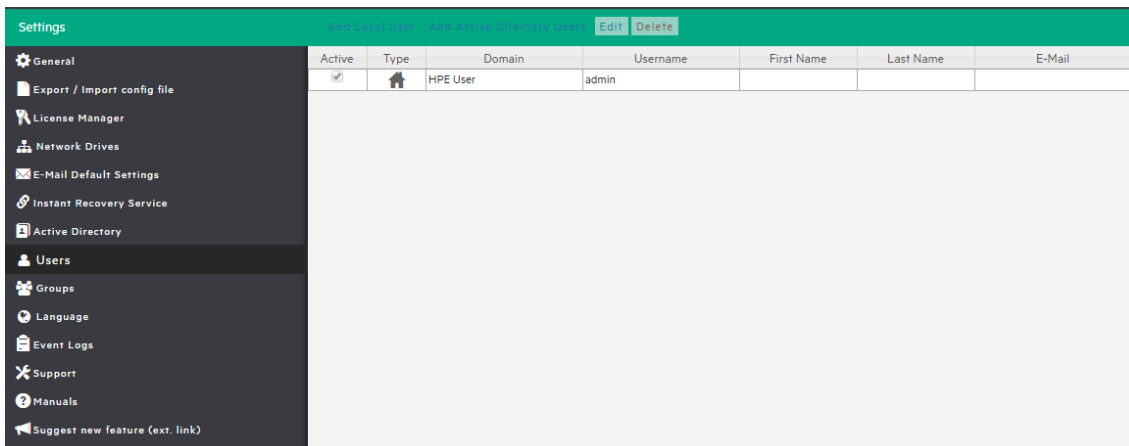 Settings
Add Local User Add Active Directory Users Edit Delete
General
Export / Import config file
License Manager
Network Drives
E-Mail Default Settings
Instant Recovery Service
Active Directory
Users
Groups
Language
Event Logs
Support
Manuals
Suggest new feature (ext. link)
Active Type Domain Username First Name Last Name E-Mail
HPE User admin